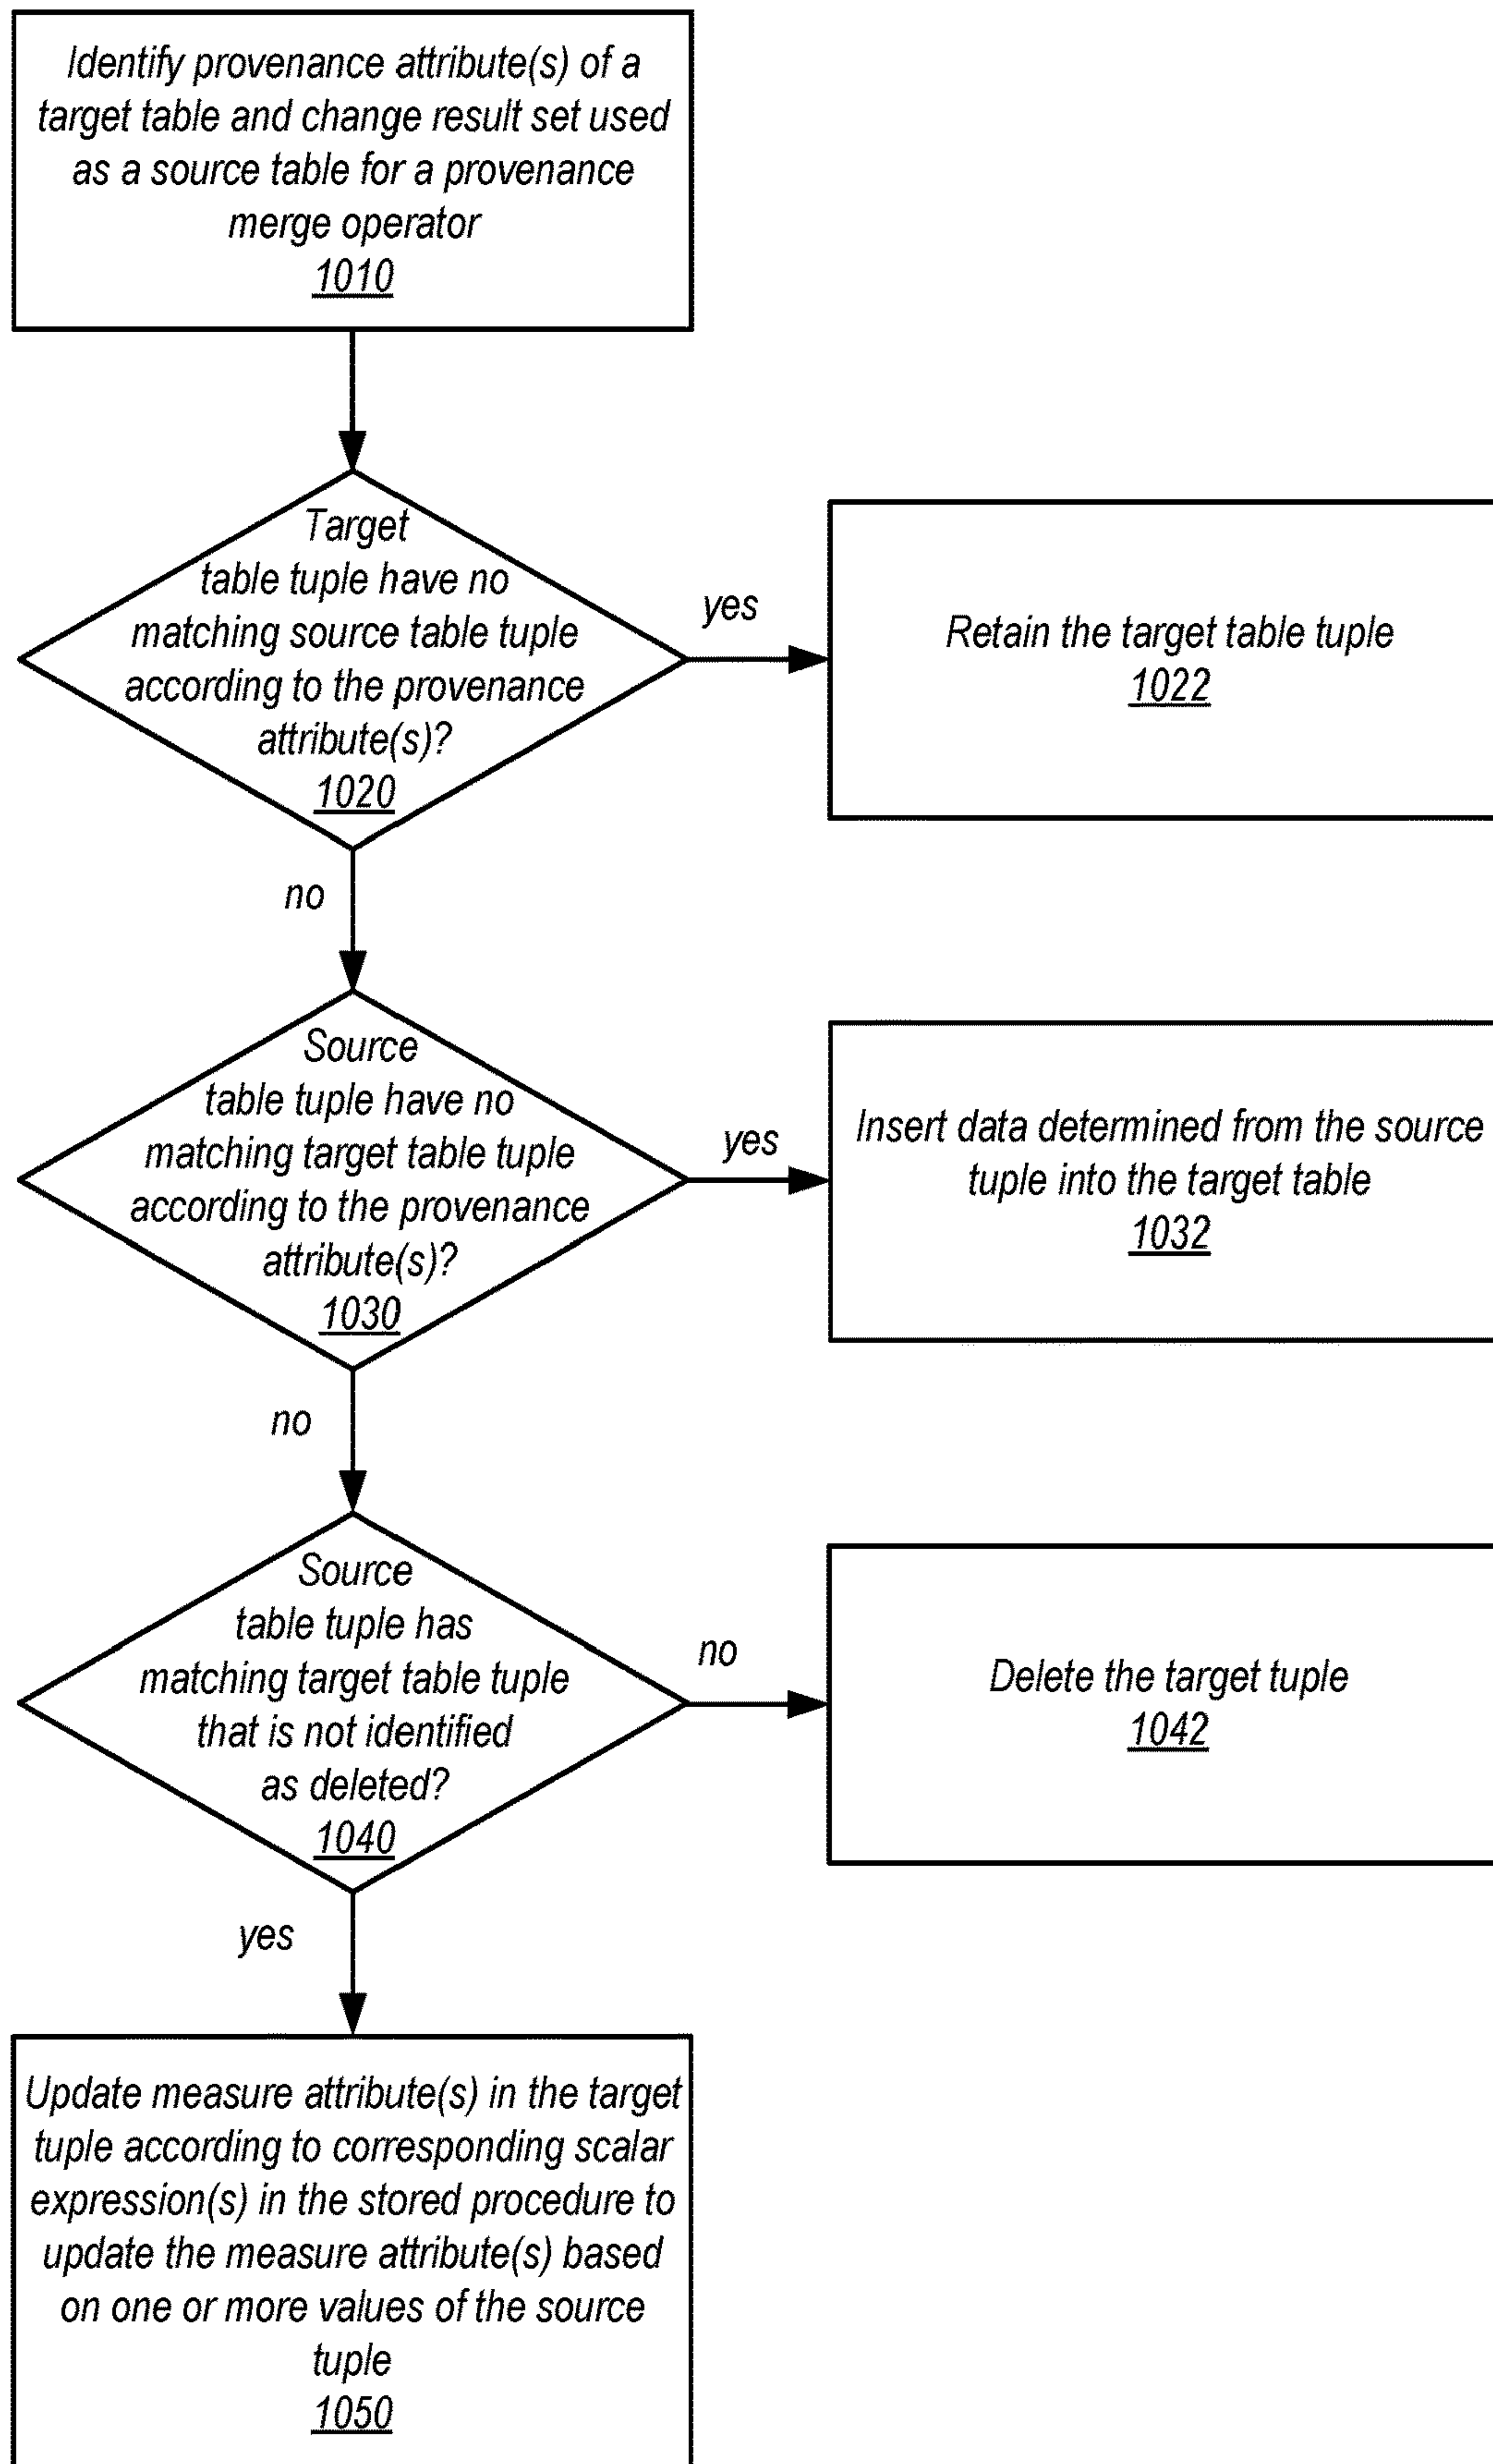 Identify provenance attribute(s) of a
target table and change result set used
as a source table for a provenance
merge operator
1010
Target
table tuple have no
matching source table tuple
according to the provenance
attribute(s)?
1020
yes
Retain the target table tuple
1022
no
Source
table tuple have no
matching target table tuple
according to the provenance
attribute(s)?
1030
yes
Insert data determined from the source
tuple into the target table
1032
no
Source
table tuple has
matching target table tuple
that is not identified
as deleted?
1040
no
Delete the target tuple
1042
yes
Update measure attribute(s) in the target
tuple according to corresponding scalar
expression(s) in the stored procedure to
update the measure attribute(s) based
on one or more values of the source
tuple
1050